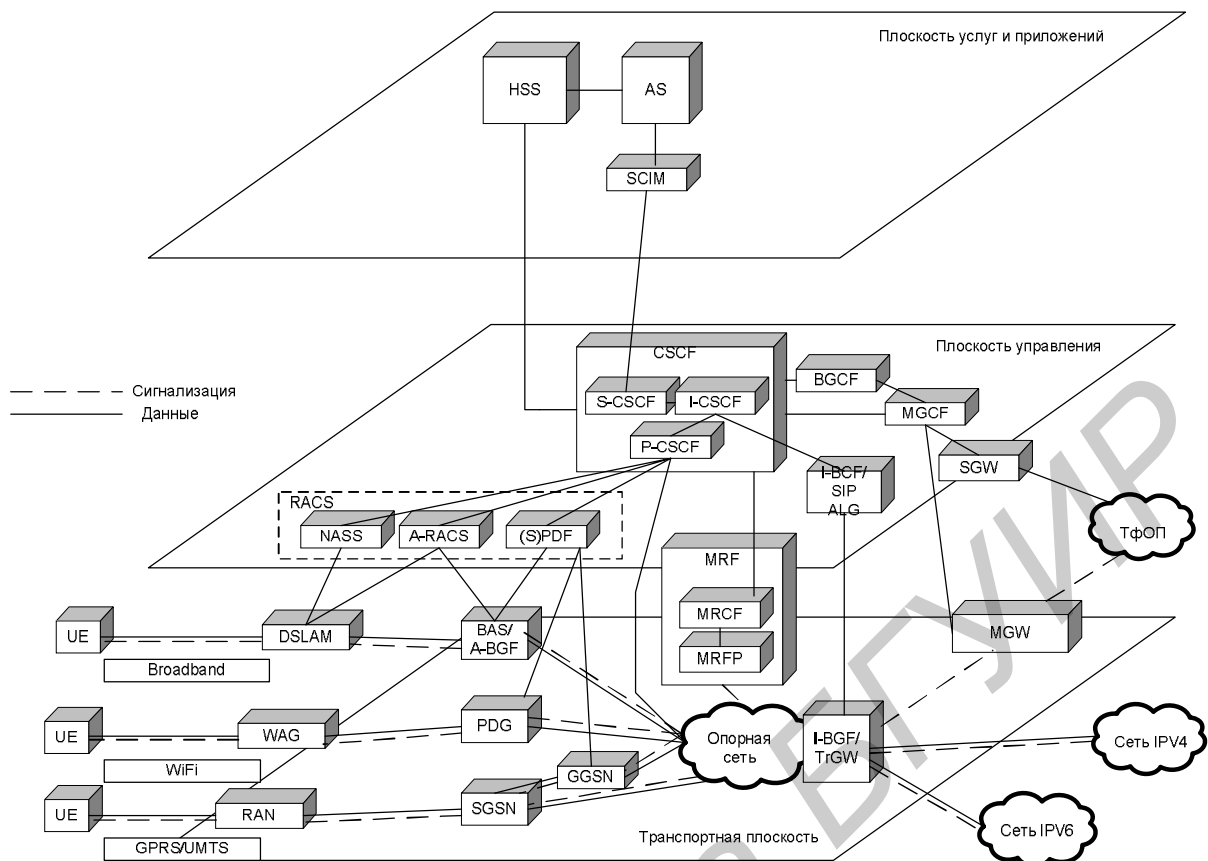 Плоскость услуг и приложений
HSS
AS
SCIM
Плоскость управления
CSCF
S-CSCF
I-CSCF
P-CSCF
BGCF
MGCF
SGW
I-BCF/
SIP
ALG
Сигнализация
Данные
RACS
NASS
A-RACS
(S)PDF
ТфОП
MRF
MRCF
MRFP
MGW
UE
DSLAM
BAS/
A-BGF
Broadband
UE
WAG
PDG
WiFi
Опорная
сеть
I-BGF/
TrGW
Сеть IPV4
GGSN
UE
RAN
SGSN
GPRS/UMTS
Транспортная плоскость
Сеть IPV6
БГУИР